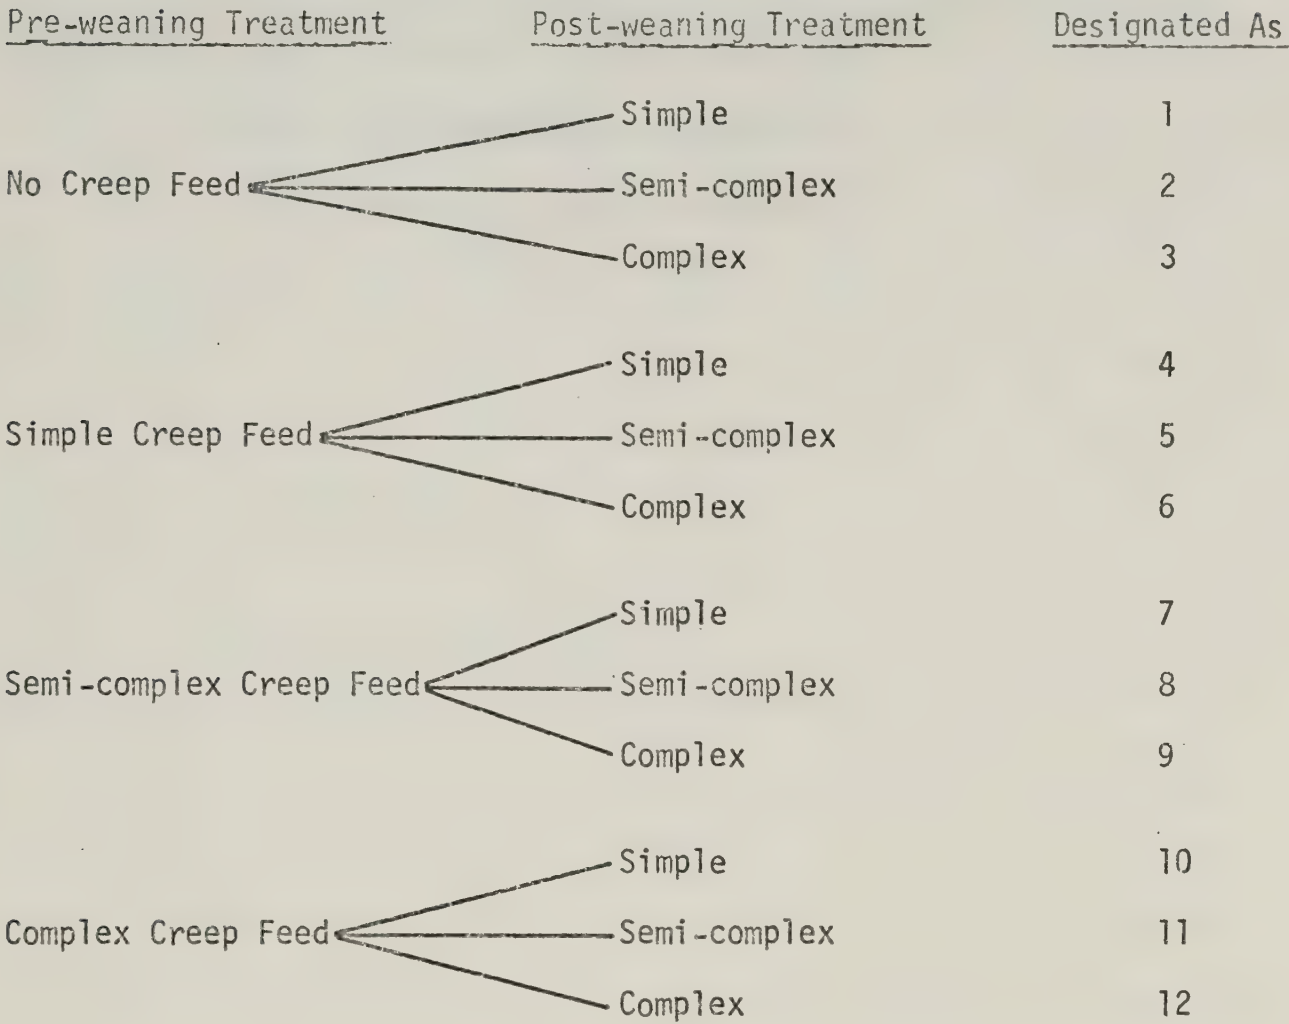 Pre-weaning Treatment Post-weaning Treatment Designated As
Simple 1
No Creep Feed Semi-complex 2
Complex 3
Simple 4
Simple Creep Feed Semi-complex 5
Complex 6
Simple 7
Semi-complex Creep Feed Semi-complex 8
Complex 9
Simple 10
Complex Creep Feed Semi-complex 11
Complex 12